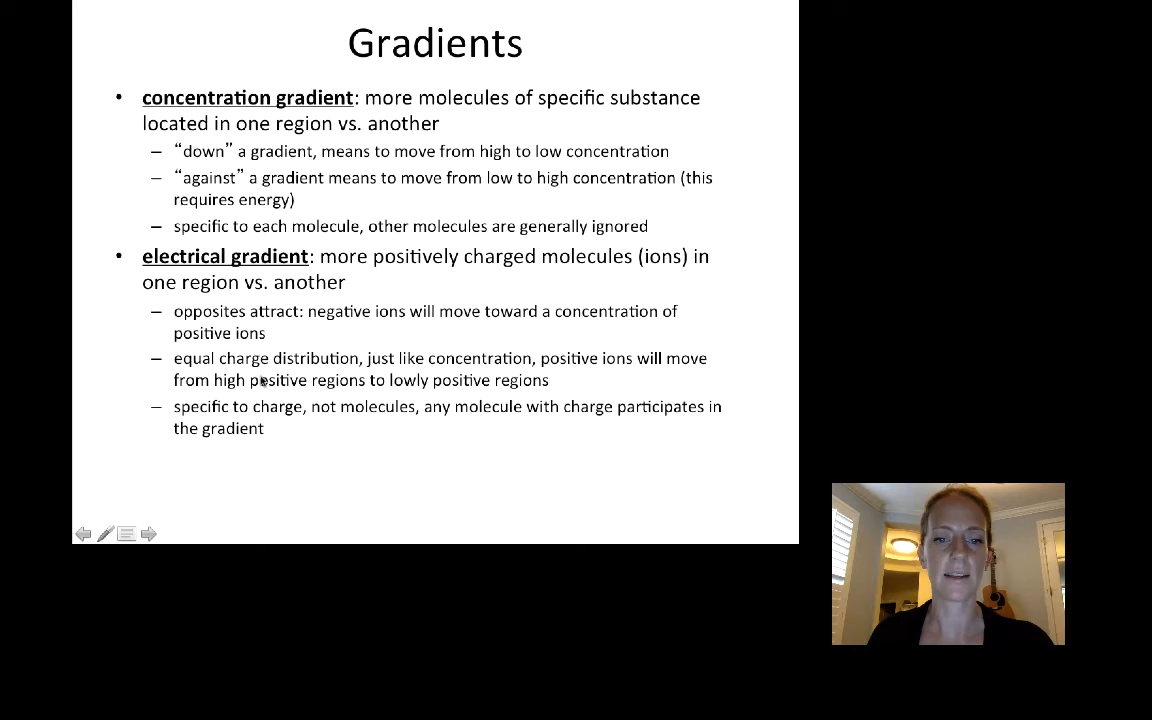 Gradients
• concentration gradient: more molecules of specific substance
located in one region vs. another
– “down” a gradient, means to move from high to low concentration
– “against” a gradient means to move from low to high concentration (this
requires energy)
– specific to each molecule, other molecules are generally ignored
• electrical gradient: more positively charged molecules (ions) in
one region vs. another
– opposites attract: negative ions will move toward a concentration of
positive ions
– equal charge distribution, just like concentration, positive ions will move
from high positive regions to lowly positive regions
– specific to charge, not molecules, any molecule with charge participates in
the gradient